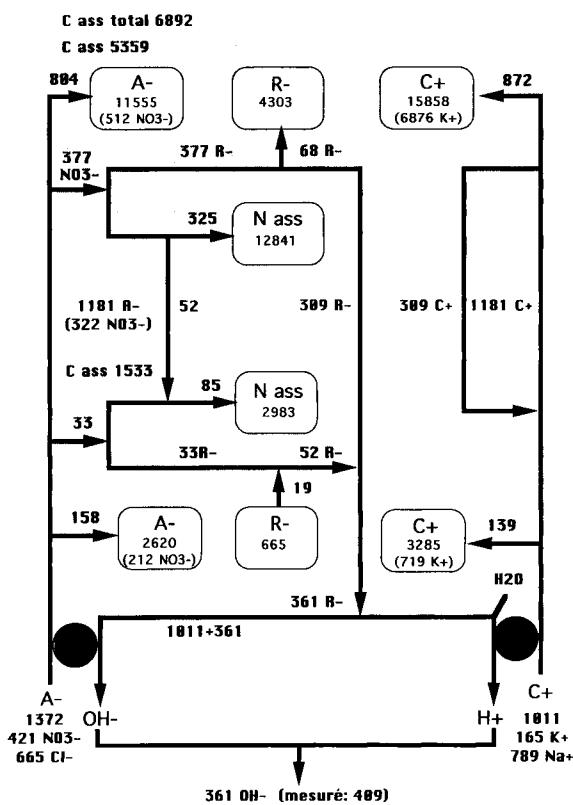 C ass total 6892
C ass 5359
804
A-
11555
(512 NO3-)
R-
4303
C+
15858
(6876 K+)
872
377
NO3-
377 R-
68 R-
325
N ass
12841
1181 A-
(322 NO3-)
52
309 R-
309 C+
1181 C+
C ass 1533
85
N ass
2983
33
33R-
52 R-
19
158
A-
2620
(212 NO3-)
R-
665
C+
3285
(719 K+)
139
H2O
361 R-
1011+361
A-
1372
421 NO3-
665 Cl-
OH-
H+
C+
1011
165 K+
789 Na+
361 OH- (mesuré: 409)